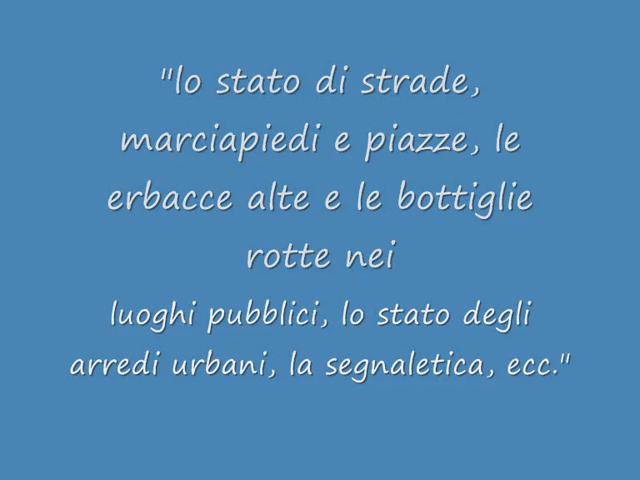 "lo stato di strade,
marciapiedi e piazze, le
erbacce alte e le bottiglie
rotte nei
luoghi pubblici, lo stato degli
arredi urbani, la segnaletica, ecc."